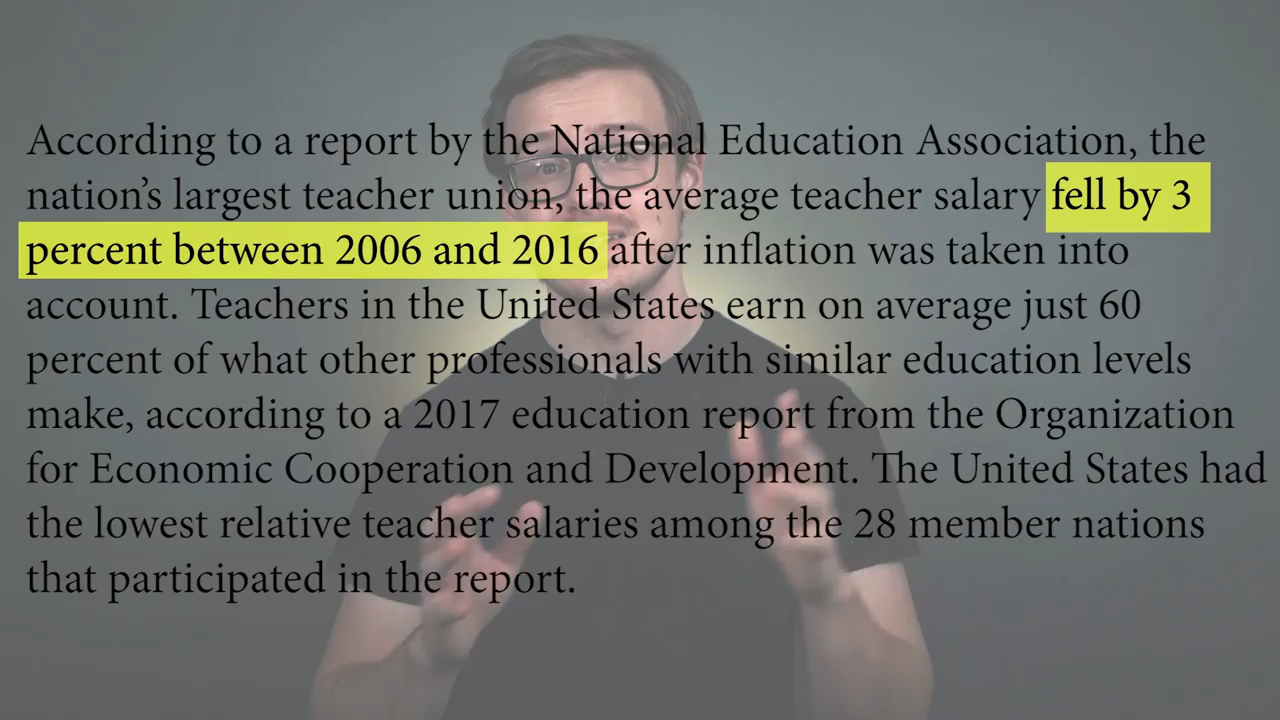 According to a report by the National Education Association, the
nation’s largest teacher union, the average teacher salary fell by 3
percent between 2006 and 2016 after inflation was taken into
account. Teachers in the United States earn on average just 60
percent of what other professionals with similar education levels
make, according to a 2017 education report from the Organization
for Economic Cooperation and Development. The United States had
the lowest relative teacher salaries among the 28 member nations
that participated in the report.